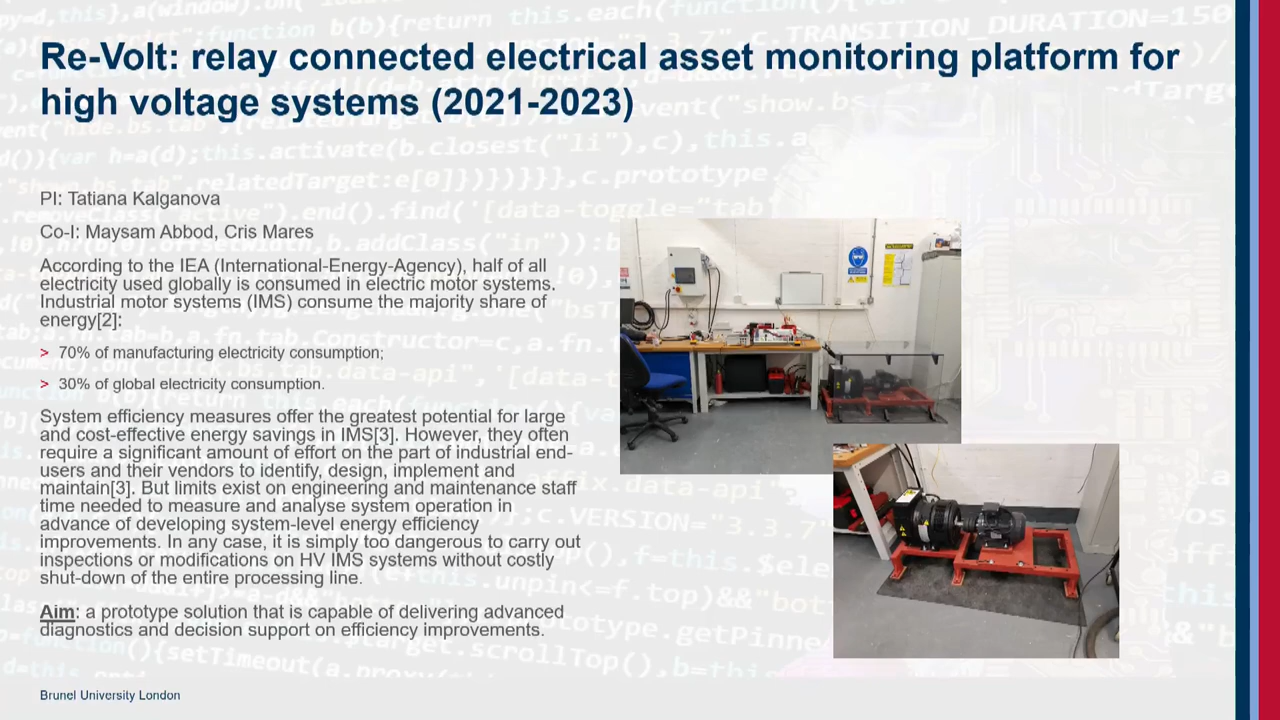 Re-Volt: relay connected electrical asset monitoring platform for
high voltage systems (2021-2023)
PI: Tatiana Kalganova
Co-I: Maysam Abbod, Cris Mares
According to the IEA (International-Energy-Agency), half of all
electricity used globally is consumed in electric motor systems.
Industrial motor systems (IMS) consume the majority share of
energy[2]:
> 70% of manufacturing electricity consumption;
> 30% of global electricity consumption.
System efficiency measures offer the greatest potential for large
and cost-effective energy savings in IMS[3]. However, they often
require a significant amount of effort on the part of industrial end-
users and their vendors to identify, design, implement and
maintain[3]. But limits exist on engineering and maintenance staff
time needed to measure and analyse system operation in
advance of developing system-level energy efficiency
improvements. In any case, it is simply too dangerous to carry out
inspections or modifications on HV IMS systems without costly
shut-down of the entire processing line.
Aim: a prototype solution that is capable of delivering advanced
diagnostics and decision support on efficiency improvements.
Brunel University London